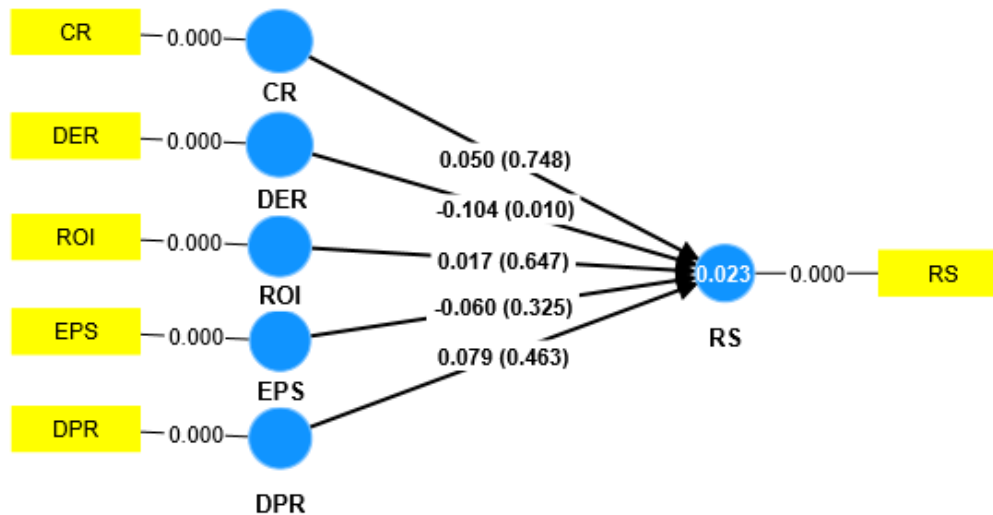 CR
0.000
CR
0.050 (0.748)
DER
0.000
DER
-0.104 (0.010)
ROI
0.000
ROI
0.017 (0.647)
0.023
0.000
RS
RS
EPS
0.000
EPS
-0.060 (0.325)
0.079 (0.463)
DPR
0.000
DPR